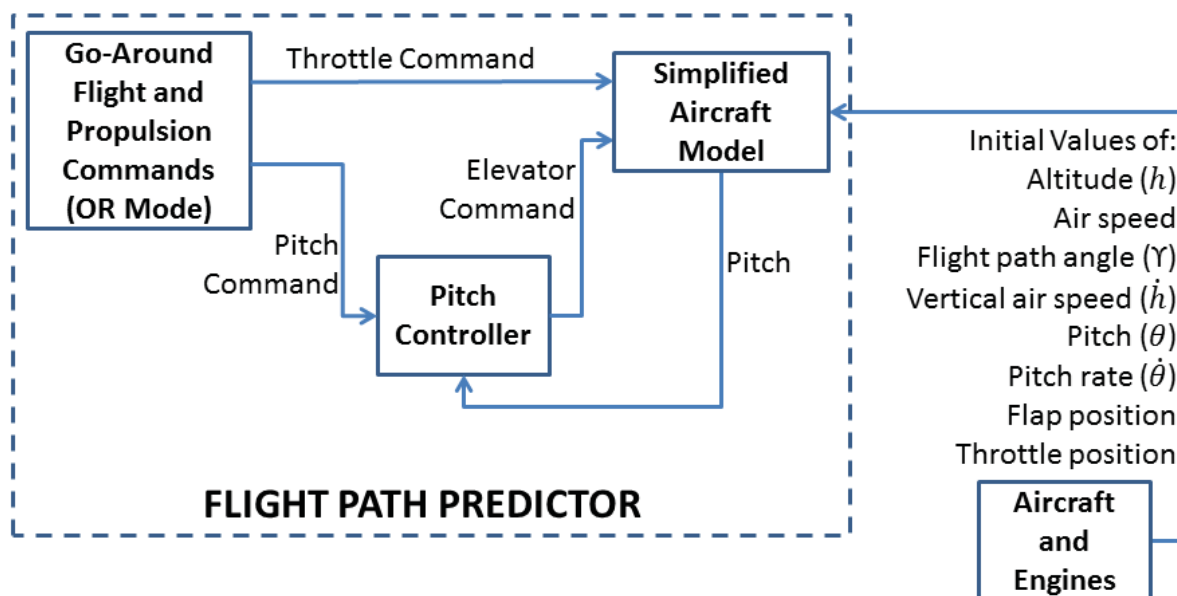 Go-Around
Flight and
Propulsion
Commands
(OR Mode)
Throttle Command
Simplified
Aircraft
Model
Elevator
Command
Pitch
Command
Pitch
Controller
Pitch
FLIGHT PATH PREDICTOR
Initial Values of:
Altitude (ℎ)
Air speed
Flight path angle (ϒ)
Vertical air speed (ℎ̇)
Pitch (𝜃)
Pitch rate (𝜃̇)
Flap position
Throttle position
Aircraft
and
Engines